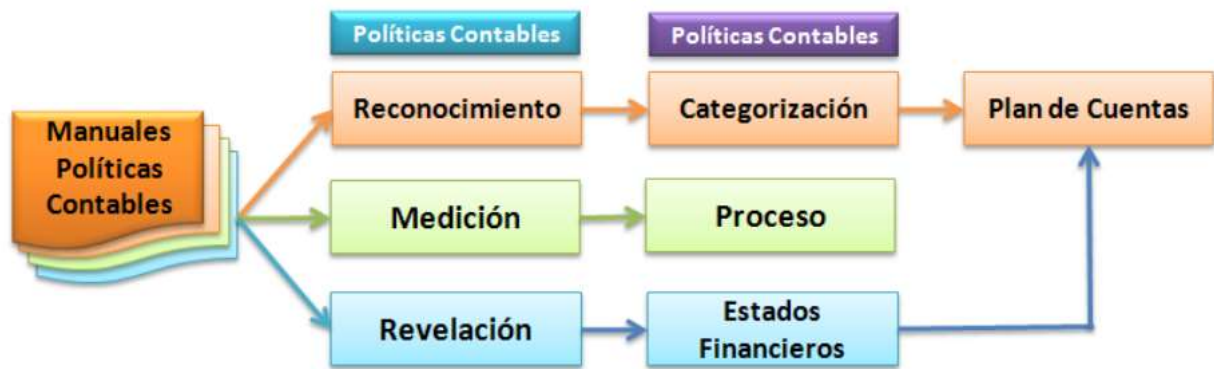 Políticas Contables
Políticas Contables
Manuales
Políticas
Contables
Reconocimiento
Categorización
Plan de Cuentas
Medición
Proceso
Revelación
Estados
Financieros